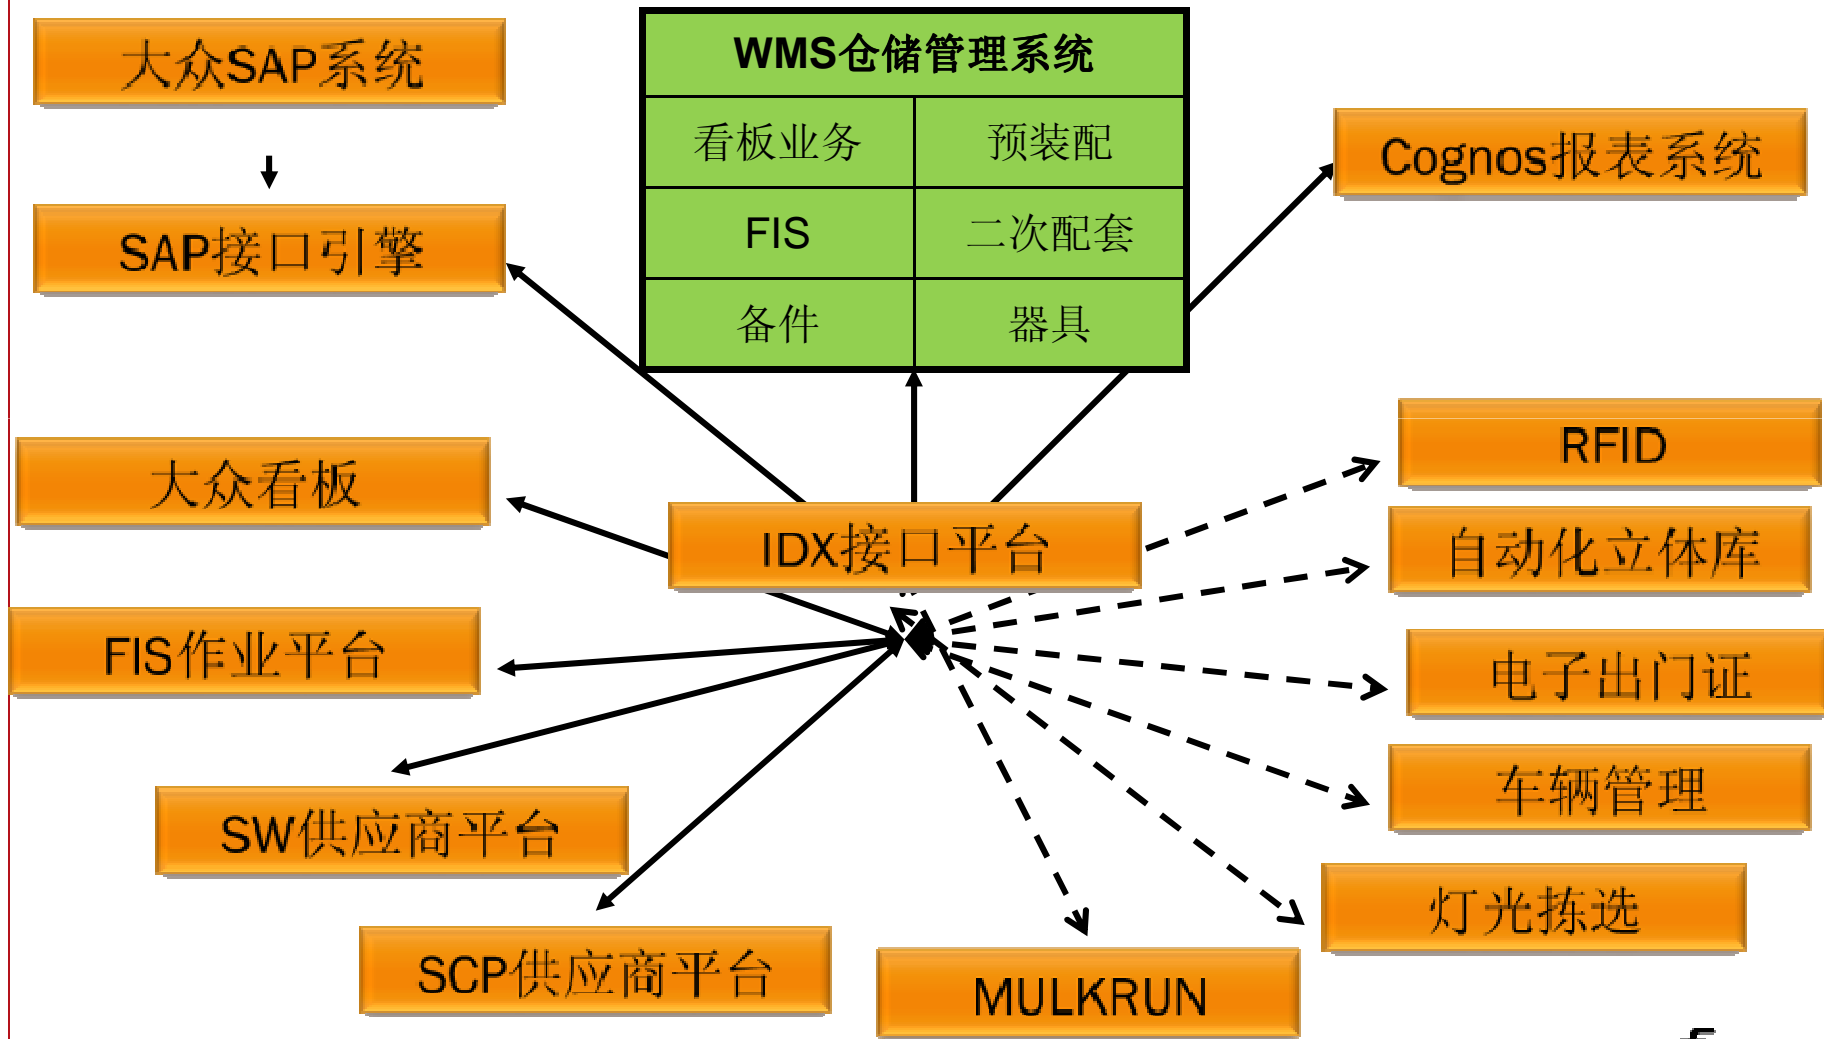 大众SAP系统
WMS仓储管理系统
看板业务
预装配
Cognos报表系统
SAP接口引擎
FIS
二次配套
备件
器具
RFID
大众看板
IDX接口平台
自动化立体库
FIS作业平台
电子出门证
车辆管理
SW供应商平台
灯光拣选
SCP供应商平台
MULKRUN